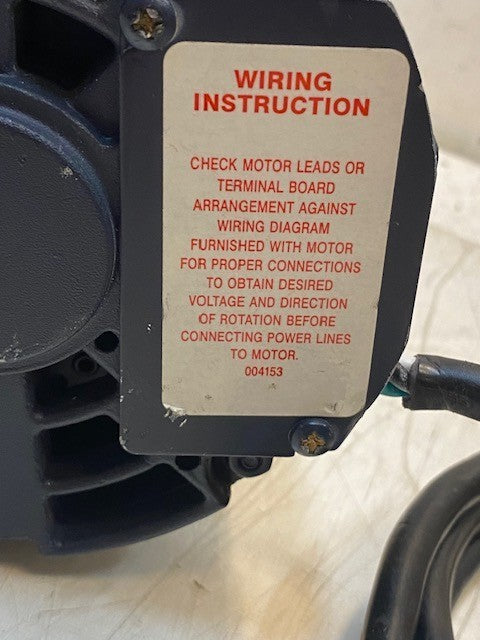 WIRING
INSTRUCTION
CHECK MOTOR LEADS OR
TERMINAL BOARD
ARRANGEMENT AGAINST
WIRING DIAGRAM
FURNISHED WITH MOTOR
FOR PROPER CONNECTIONS
TO OBTAIN DESIRED
VOLTAGE AND DIRECTION
OF ROTATION BEFORE
CONNECTING POWER LINES
TO MOTOR.
004153